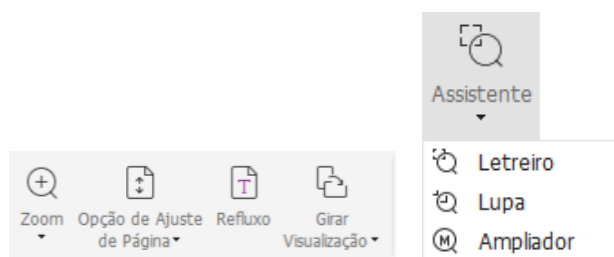 Assistente
Letreiro
Lupa
Ampliador
Zoom
Opção de Ajuste
de Página
Refluxo
T
Girar
Visualização
M